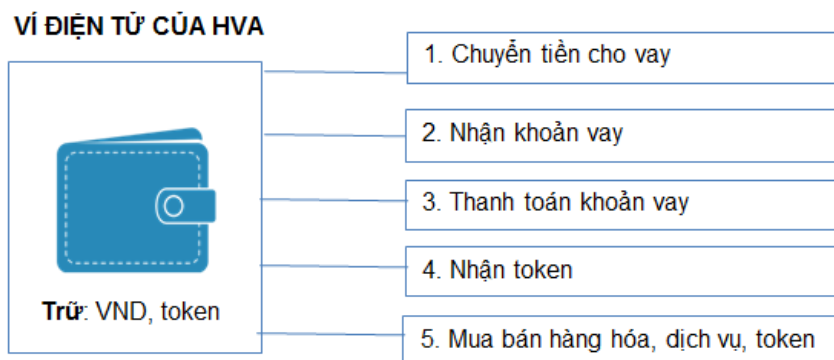 VÍ ĐIỆN TỬ CỦA HVA
1. Chuyển tiền cho vay
2. Nhận khoản vay
3. Thanh toán khoản vay
4. Nhận token
Trữ: VND, token
5. Mua bán hàng hóa, dịch vụ, token